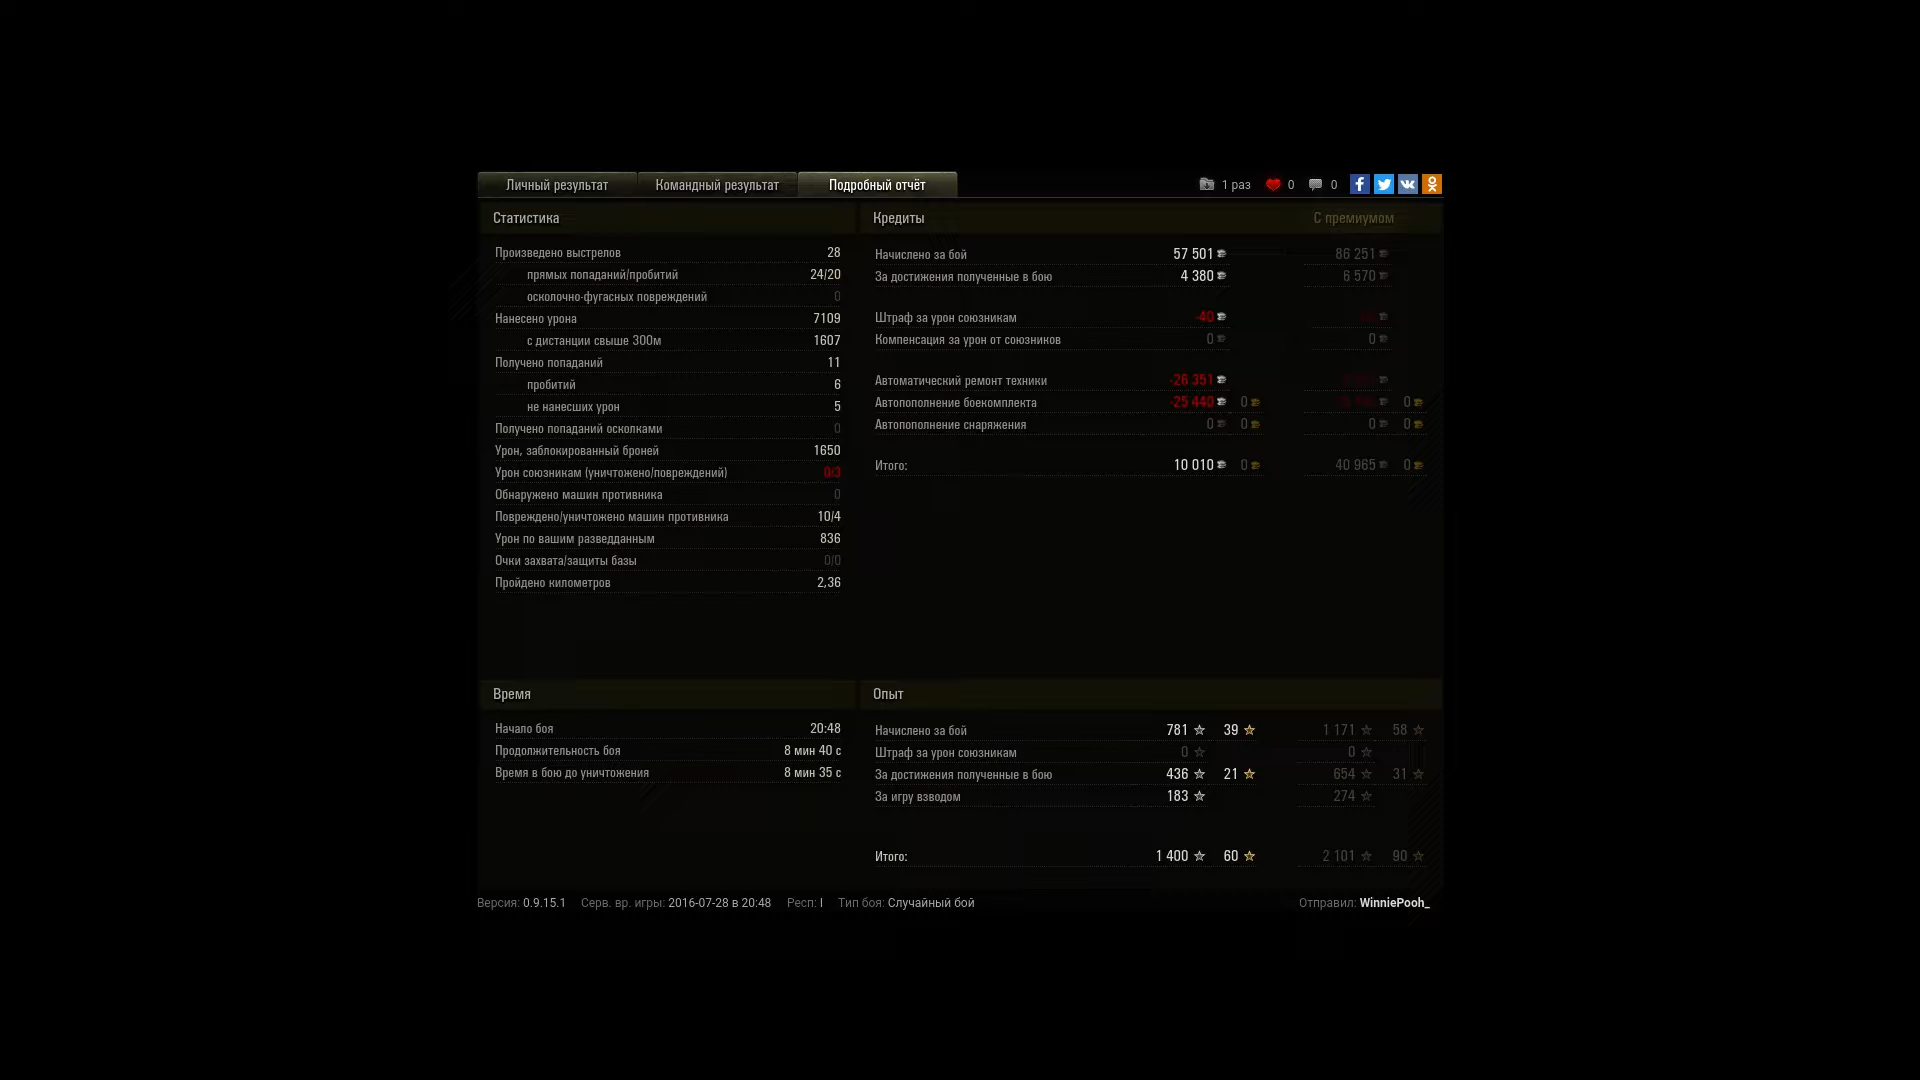 Личный результат Командный результат Подробный отчёт 1 раз 0 0
Статистика
Произведено выстрелов 28
прямых попаданий/пробитий 24/20
осколочно-фугасных повреждений 0
Нанесено урона 7109
с дистанции свыше 300м 1607
Получено попаданий 11
пробитий 6
не нанесших урон 5
Получено попаданий осколками 0
Урон, заблокированный броней 1650
Урон союзникам (уничтожено/повреждений) 0/3
Обнаружено машин противника 0
Повреждено/уничтожено машин противника 10/4
Урон по вашим разведданным 836
Очки захвата/защиты базы 0/0
Пройдено километров 2,36
Кредиты С премиумом
Начислено за бой 57 501 86 251
За достижения полученные в бою 4 380 6 570
Штраф за урон союзникам -40
Компенсация за урон от союзников 0 0
Автоматический ремонт техники -26 351
Автопополнение боекомплекта -25 440 0 0
Автопополнение снаряжения 0 0 0 0
Итого: 10 010 0 40 965 0
Время
Начало боя 20:48
Продолжительность боя 8 мин 40 с
Время в бою до уничтожения 8 мин 35 с
Опыт
Начислено за бой 781 39 1 171 58
Штраф за урон союзникам 0 0
За достижения полученные в бою 436 21 654 31
За игру взводом 183 274
Итого: 1 400 60 2 101 90
Версия: 0.9.15.1 Серв. вр. игры: 2016-07-28 в 20:48 Респ: I Тип боя: Случайный бой Отправил: WinniePooh_